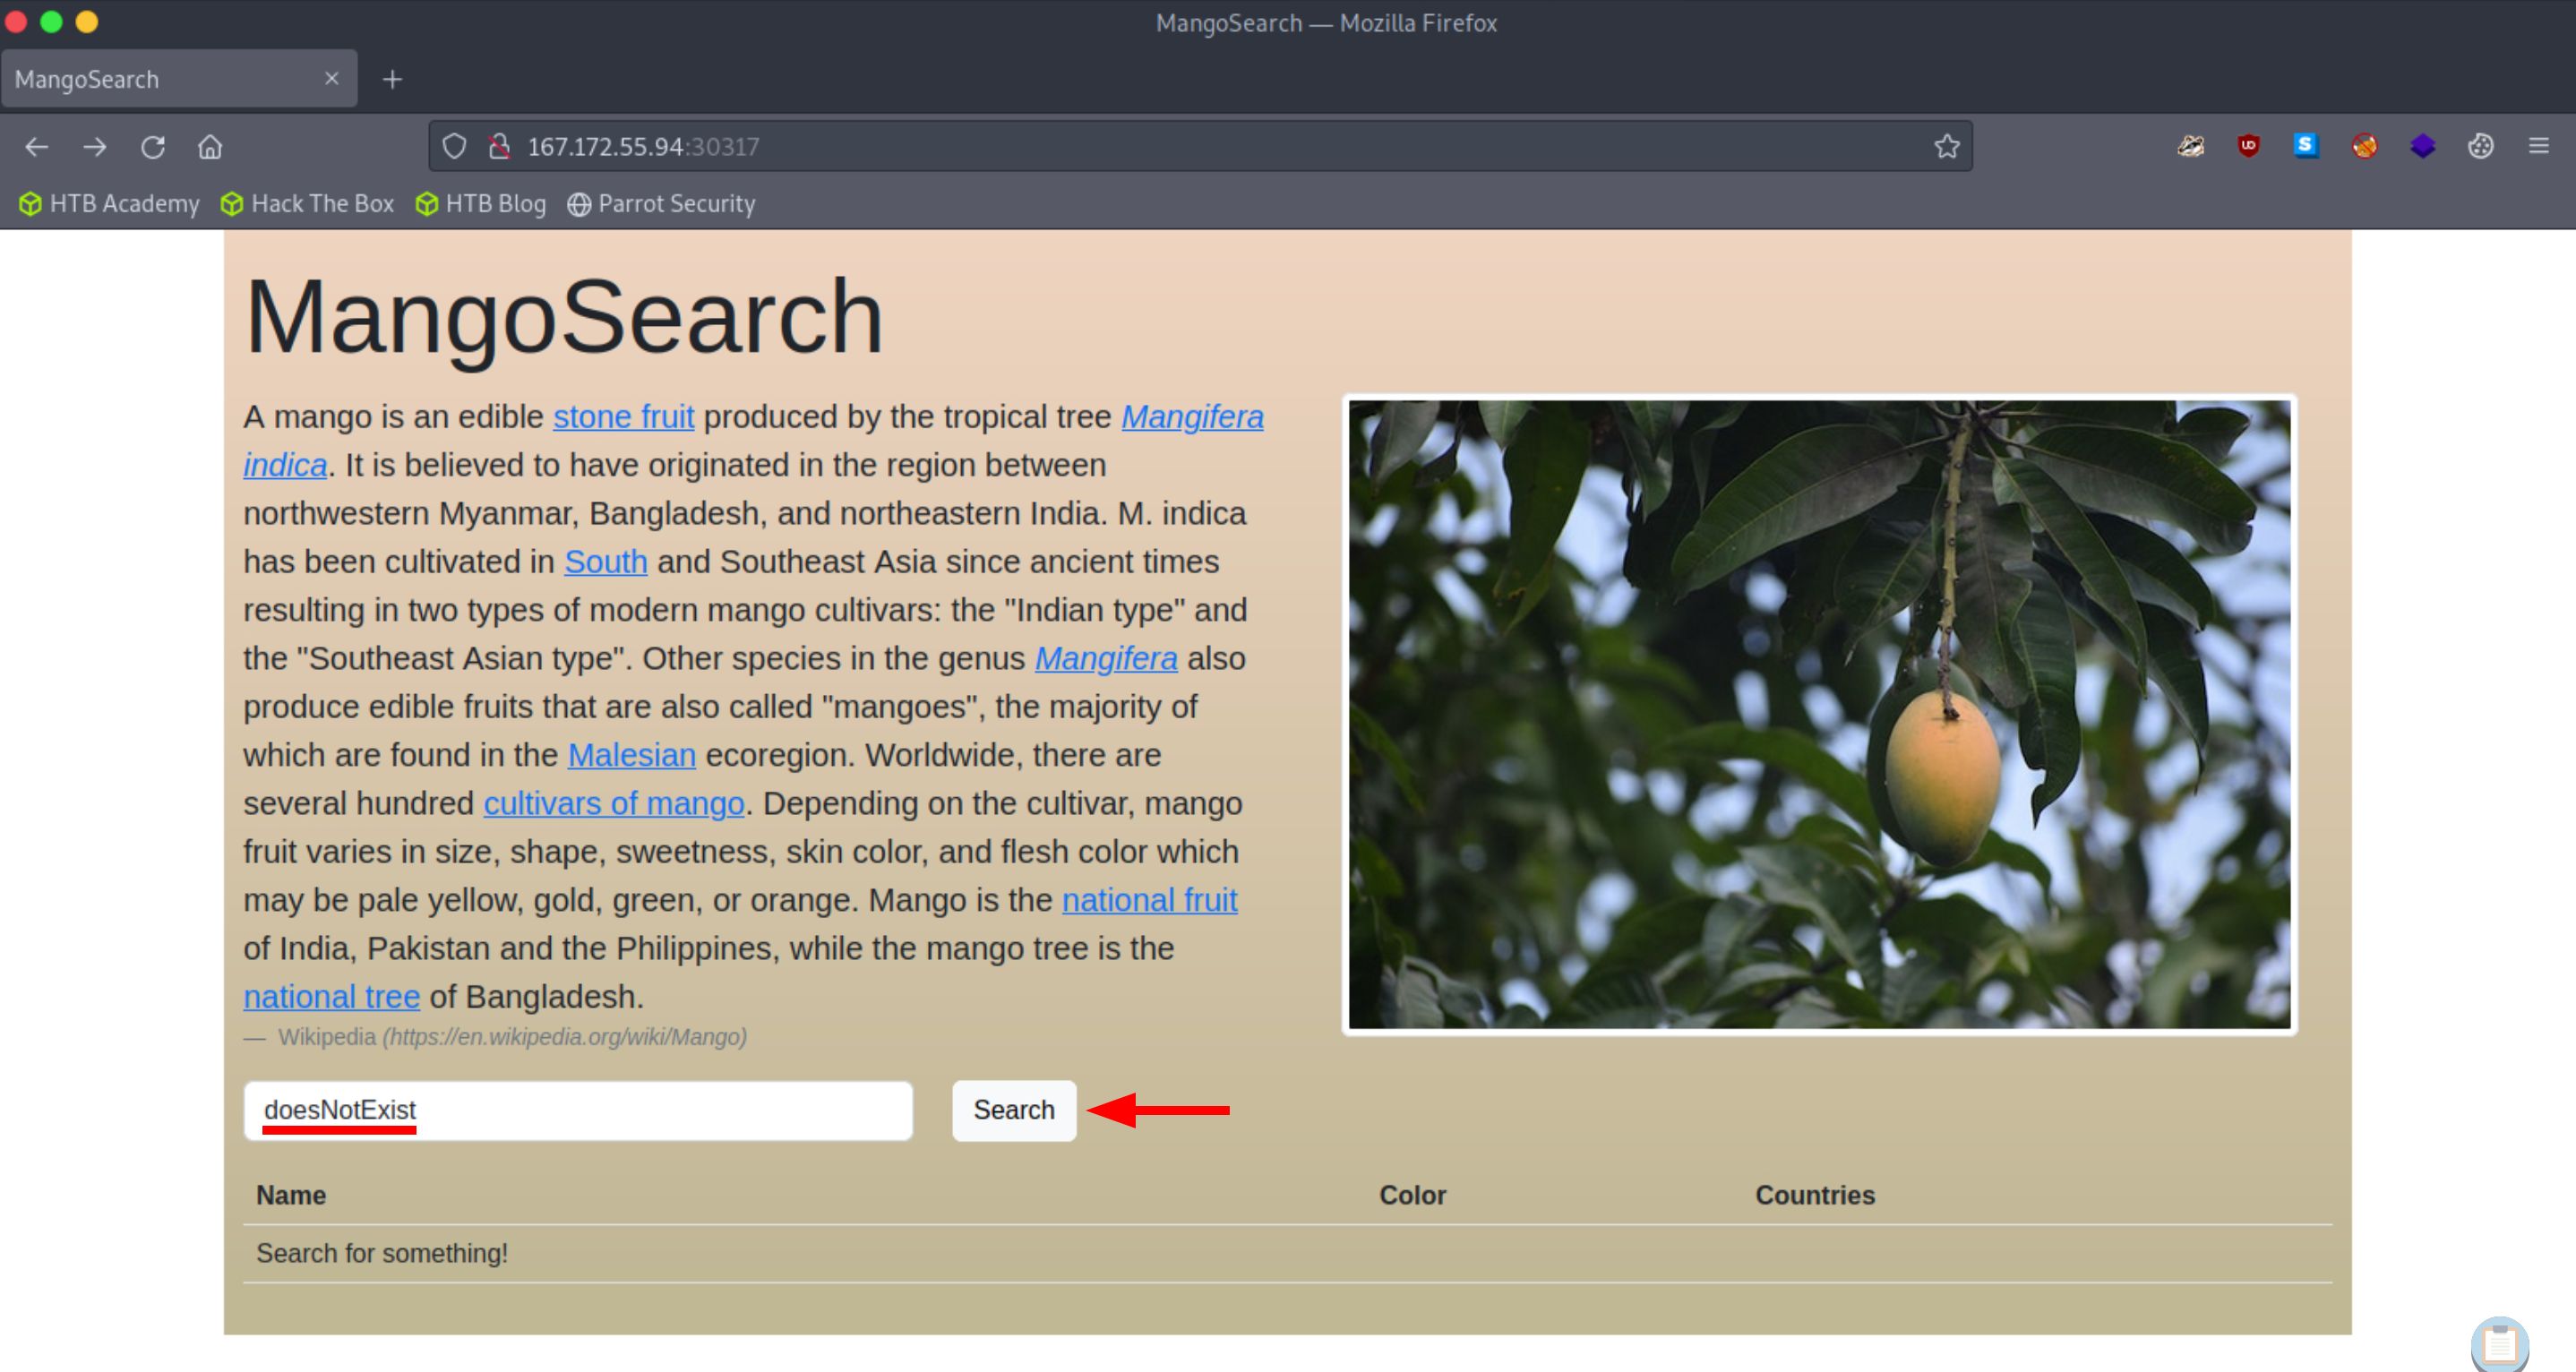 MangoSearch — Mozilla Firefox
MangoSearch
167.172.55.94:30317
HTB Academy Hack The Box HTB Blog Parrot Security
MangoSearch
A mango is an edible stone fruit produced by the tropical tree Mangifera
indica. It is believed to have originated in the region between
northwestern Myanmar, Bangladesh, and northeastern India. M. indica
has been cultivated in South and Southeast Asia since ancient times
resulting in two types of modern mango cultivars: the "Indian type" and
the "Southeast Asian type". Other species in the genus Mangifera also
produce edible fruits that are also called "mangoes", the majority of
which are found in the Malesian ecoregion. Worldwide, there are
several hundred cultivars of mango. Depending on the cultivar, mango
fruit varies in size, shape, sweetness, skin color, and flesh color which
may be pale yellow, gold, green, or orange. Mango is the national fruit
of India, Pakistan and the Philippines, while the mango tree is the
national tree of Bangladesh.
— Wikipedia (https://en.wikipedia.org/wiki/Mango)
doesNotExist Search
Name Color Countries
Search for something!